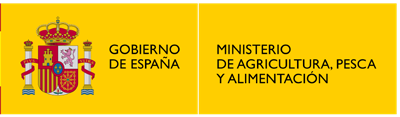 GOBIERNO
DE ESPAÑA
MINISTERIO
DE AGRICULTURA, PESCA
Y ALIMENTACIÓN